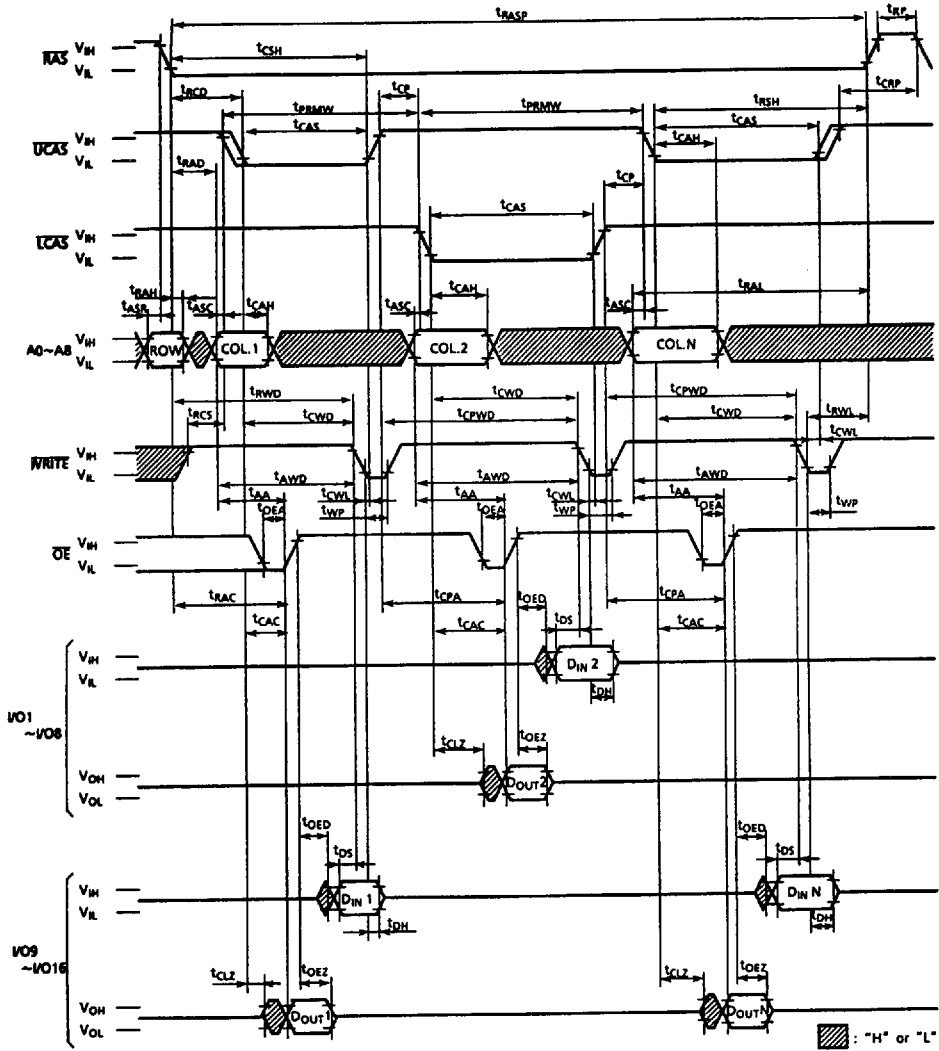 tRASP tRP
RAS VIH
VIL
tCSH
tRCD tCP tCRP
tPRMW tPRMW tRSH
UCAS VIH
VIL
tCAS tCAS
tCAH
tRAD
tCP
LCAS VIH
VIL
tCAS
tRAH
tASR tASC tCAH tASC tCAH tASC tRAL
A0~A8 VIH
VIL
ROW COL.1 COL.2 COL.N
tRWD tCWD tCPWD
tRCS tCWD tCPWD tCWD tRWL
WRITE VIH
VIL
tCWL
tAWD tAWD tAWD
tAA tCWL tAA tCWL tAA
tOEA tWP tOEA tWP tOEA tWP
OE VIH
VIL
tRAC tCPA tCPA
tCAC tCAC tCAC
tOED tDS
I/O1
~I/O8
VIH
VIL
DIN 2
tDH
tCLZ tOEZ
VOH
VOL
DOUT2
tOED tOED
tDS tDS
I/O9
~I/O16
VIH
VIL
DIN 1 DIN N
tDH tDH
tCLZ tOEZ tCLZ tOEZ
VOH
VOL
DOUT1 DOUTN
: "H" or "L"